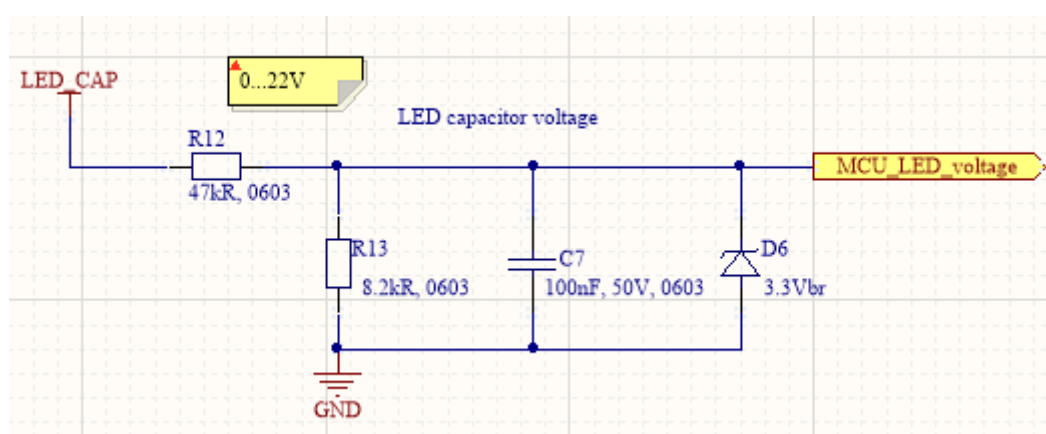 LED_CAP
0...22V
LED capacitor voltage
R12
47kR, 0603
MCU_LED_voltage
R13
8.2kR, 0603
C7
100nF, 50V, 0603
D6
3.3Vbr
GND